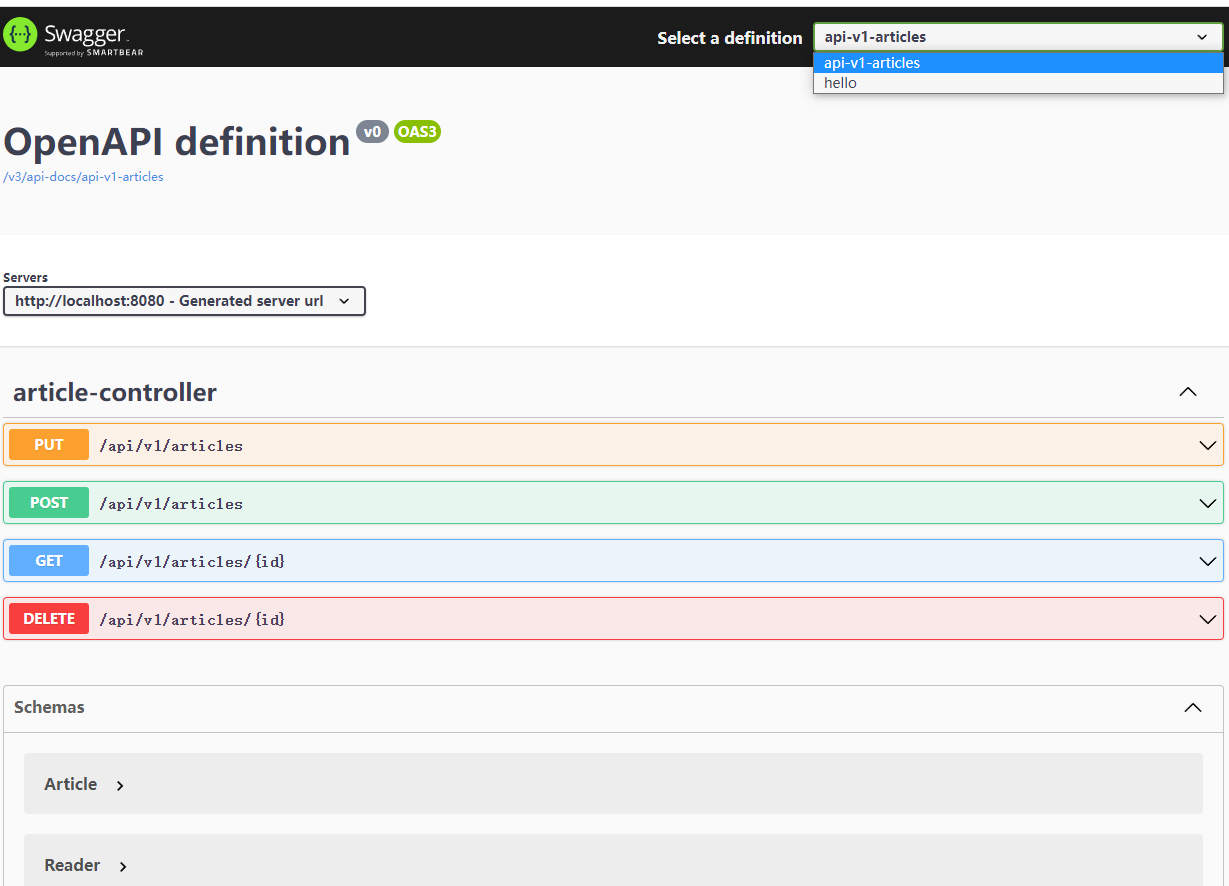 Swagger.
Supported by SMARTBEAR
Select a definition
api-v1-articles
api-v1-articles
hello
OpenAPI definition v0 OAS3
/v3/api-docs/api-v1-articles
Servers
http://localhost:8080 - Generated server url
article-controller
PUT /api/v1/articles
POST /api/v1/articles
GET /api/v1/articles/{id}
DELETE /api/v1/articles/{id}
Schemas
Article
Reader